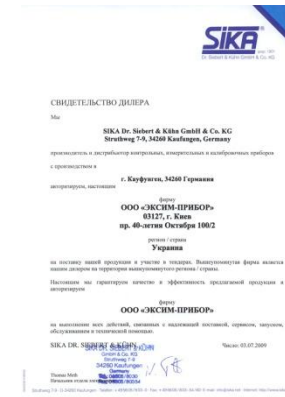 SIKA
Dr. Siebert & Kühn GmbH & Co. KG
СВИДЕТЕЛЬСТВО ДИЛЕРА
Мы
SIKA Dr. Siebert & Kühn GmbH & Co. KG
Struthweg 7-9, 34260 Kaufungen, Germany
производитель и дистрибьютор контрольных, измерительных и калибровочных приборов
с производством в
г. Кауфунген, 34260 Германия
авторизируем, настоящим
фирму
ООО «ЭКСИМ-ПРИБОР»
03127, г. Киев
пр. 40-летия Октября 100/2
регион / страна
Украина
на поставку нашей продукции и участие в тендерах. Вышеупомянутая фирма является
нашим дилером на территории вышеупомянутого региона / страны.
Настоящим мы гарантируем качество и эффективность предлагаемой продукции и
авторизируем
фирму
ООО «ЭКСИМ-ПРИБОР»
на выполнение всех действий, связанных с надлежащей поставкой, сервисом, запуском,
обслуживанием и технической помощью.
SIKA DR. SIEBERT & KÜHN
Число: 03.07.2009
GmbH & Co. KG
Struthweg 7-9
34260 Kaufungen
Germany
Томас Мей
Начальник отдела